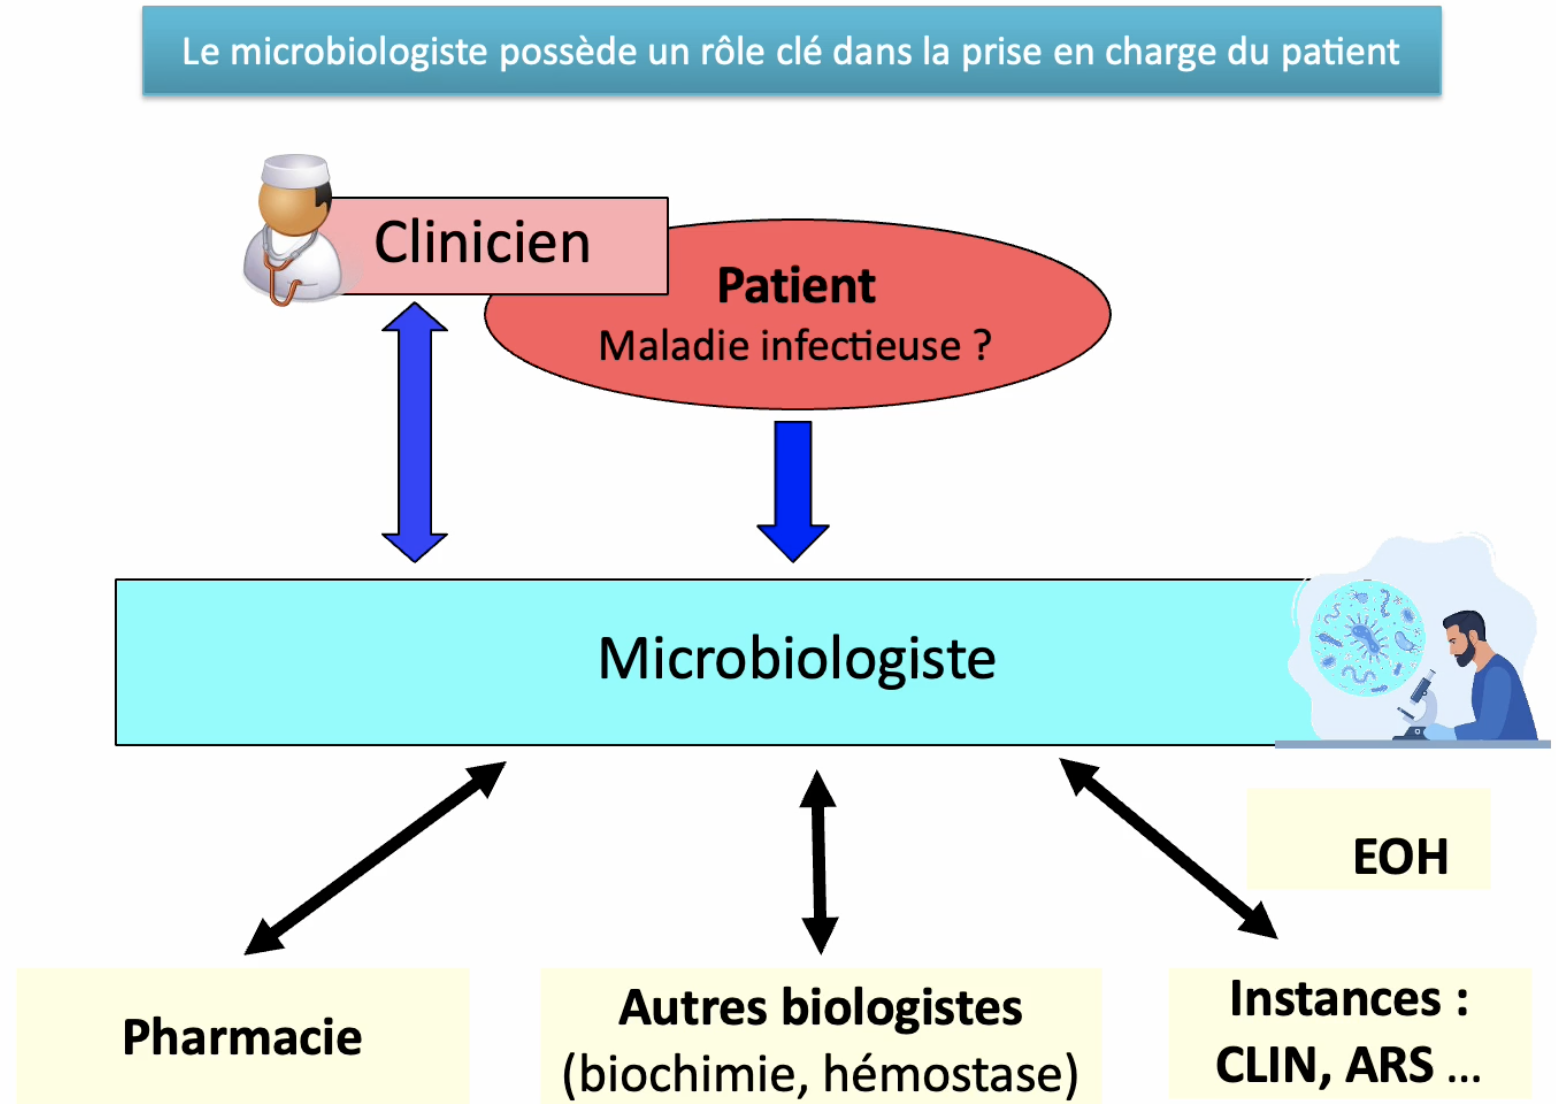 Le microbiologiste possède un rôle clé dans la prise en charge du patient
Clinicien
Patient
Maladie infectieuse ?
Microbiologiste
EOH
Pharmacie
Autres biologistes
(biochimie, hémostase)
Instances :
CLIN, ARS ...